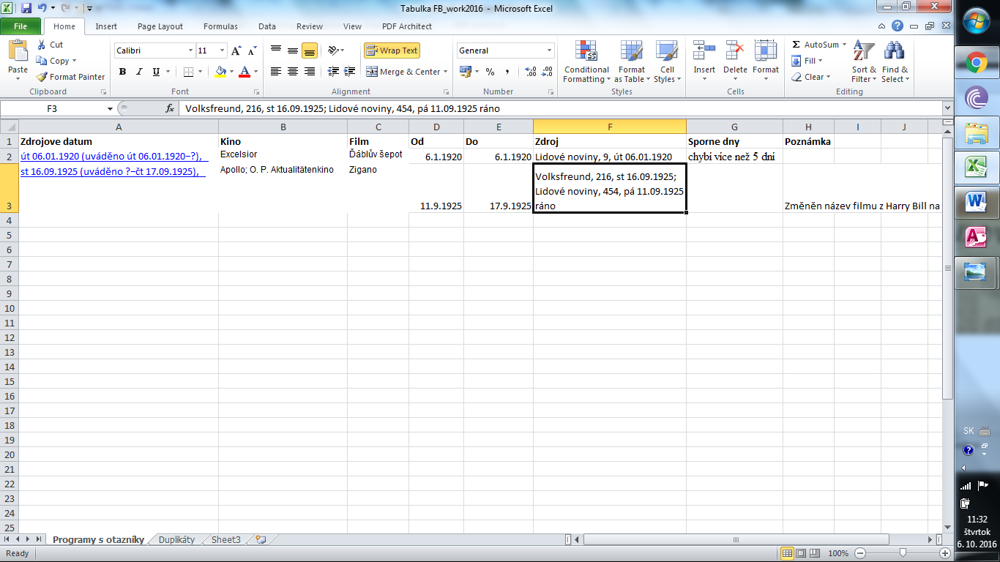 Tabulka FB_work2016 - Microsoft Excel
File Home Insert Page Layout Formulas Data Review View PDF Architect
Paste
Cut
Copy
Format Painter
Clipboard
Calibri 11
B I U
A A A
Font
Wrap Text
Merge & Center
Alignment
General
% ,
Number
Conditional Formatting
Format as Table
Cell Styles
Styles
Insert Delete Format
Cells
Σ AutoSum
Fill
Clear
Sort & Filter
Find & Select
Editing
F3 fx Volksfreund, 216, st 16.09.1925; Lidové noviny, 454, pá 11.09.1925 ráno
A B C D E F G H I J
1 Zdrojove datum Kino Film Od Do Zdroj Sporne dny Poznámka
2 út 06.01.1920 (uváděno út 06.01.1920–?), Excelsior Ďáblův šepot 6.1.1920 6.1.1920 Lidové noviny, 9, út 06.01.1920 chybi vice než 5 dni
st 16.09.1925 (uváděno ?–čt 17.09.1925), Apollo; O. P. Aktualitätenkino Zigano
Volksfreund, 216, st 16.09.1925;
Lidové noviny, 454, pá 11.09.1925
3 11.9.1925 17.9.1925 ráno Změněn název filmu z Harry Bill na
4
5
6
7
8
9
10
11
12
13
14
15
16
17
18
19
20
21
22
23
24
25
Programy s otazníky Duplikáty Sheet3
Ready 100%
SK
11:32
štvrtok
6. 10. 2016